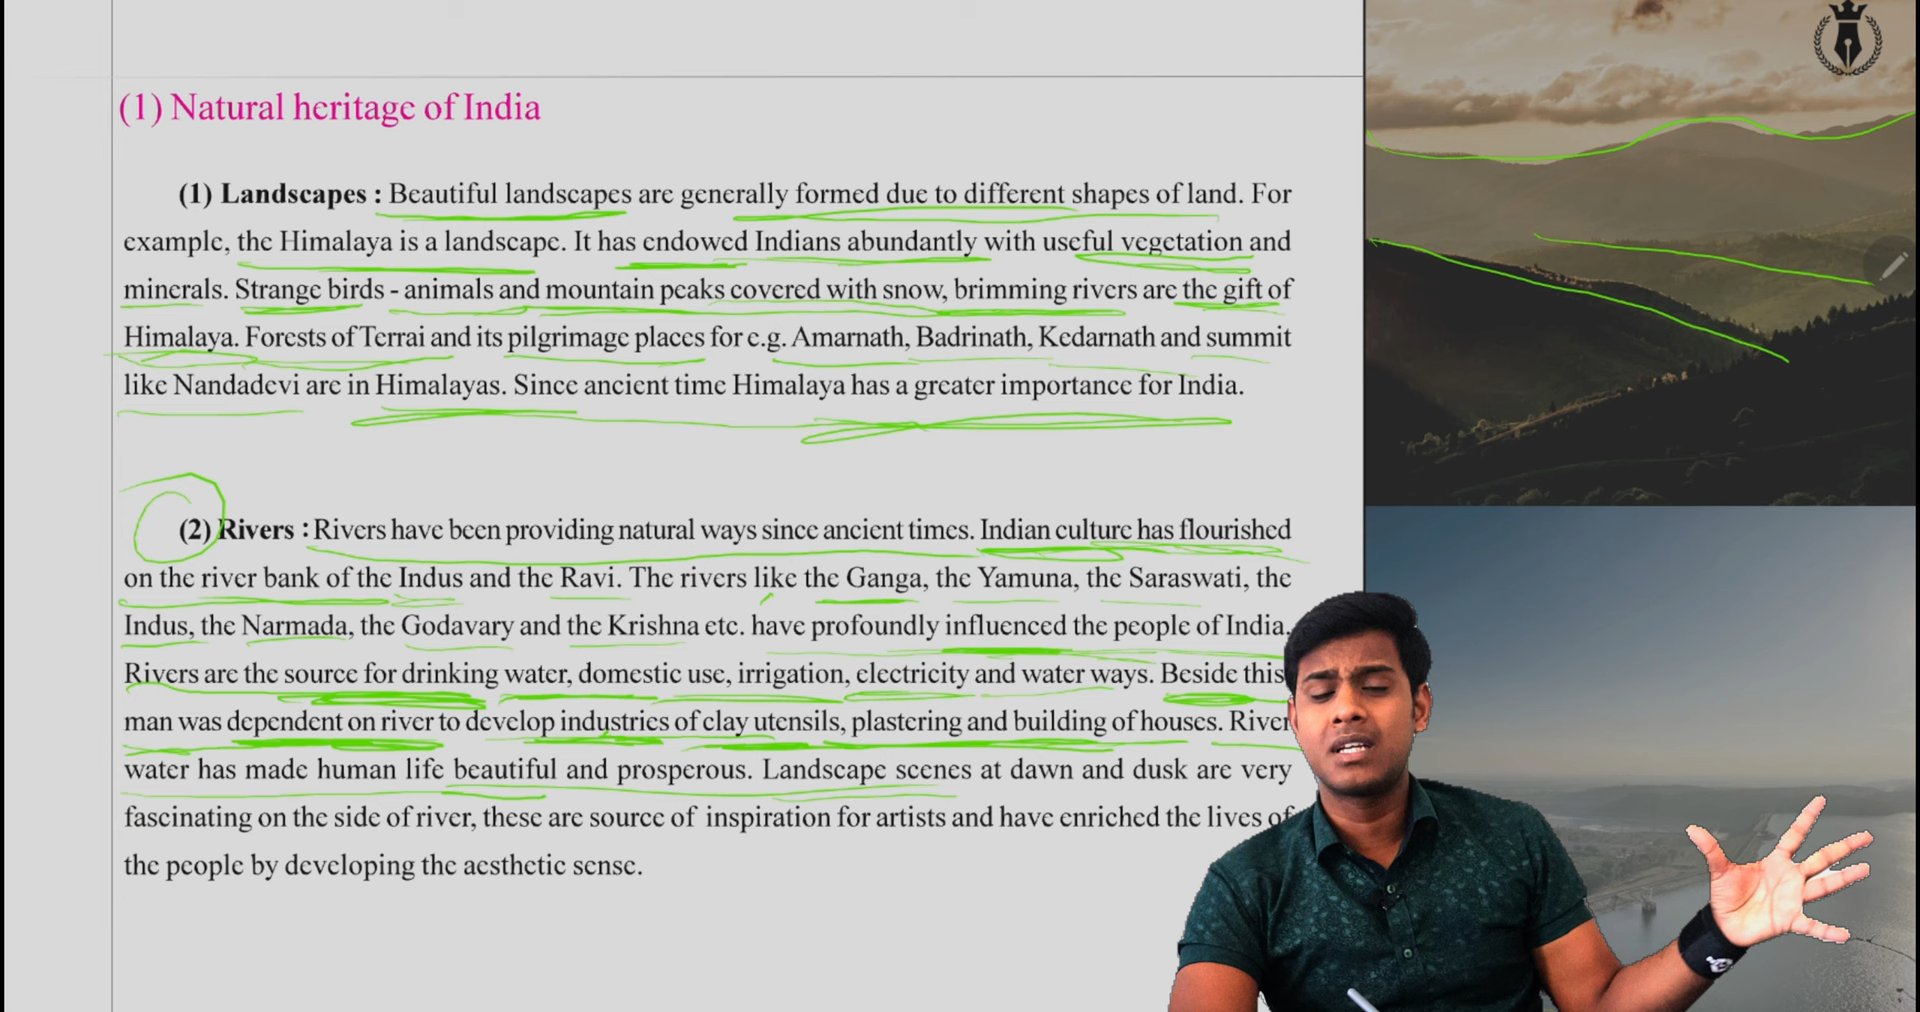 (1) Natural heritage of India
(1) Landscapes : Beautiful landscapes are generally formed due to different shapes of land. For
example, the Himalaya is a landscape. It has endowed Indians abundantly with useful vegetation and
minerals. Strange birds - animals and mountain peaks covered with snow, brimming rivers are the gift of
Himalaya. Forests of Terrai and its pilgrimage places for e.g. Amarnath, Badrinath, Kedarnath and summit
like Nandadevi are in Himalayas. Since ancient time Himalaya has a greater importance for India.
(2) Rivers : Rivers have been providing natural ways since ancient times. Indian culture has flourished
on the river bank of the Indus and the Ravi. The rivers like the Ganga, the Yamuna, the Saraswati, the
Indus, the Narmada, the Godavary and the Krishna etc. have profoundly influenced the people of India.
Rivers are the source for drinking water, domestic use, irrigation, electricity and water ways. Beside this
man was dependent on river to develop industries of clay utensils, plastering and building of houses. River
water has made human life beautiful and prosperous. Landscape scenes at dawn and dusk are very
fascinating on the side of river, these are source of inspiration for artists and have enriched the lives of
the people by developing the aesthetic sense.